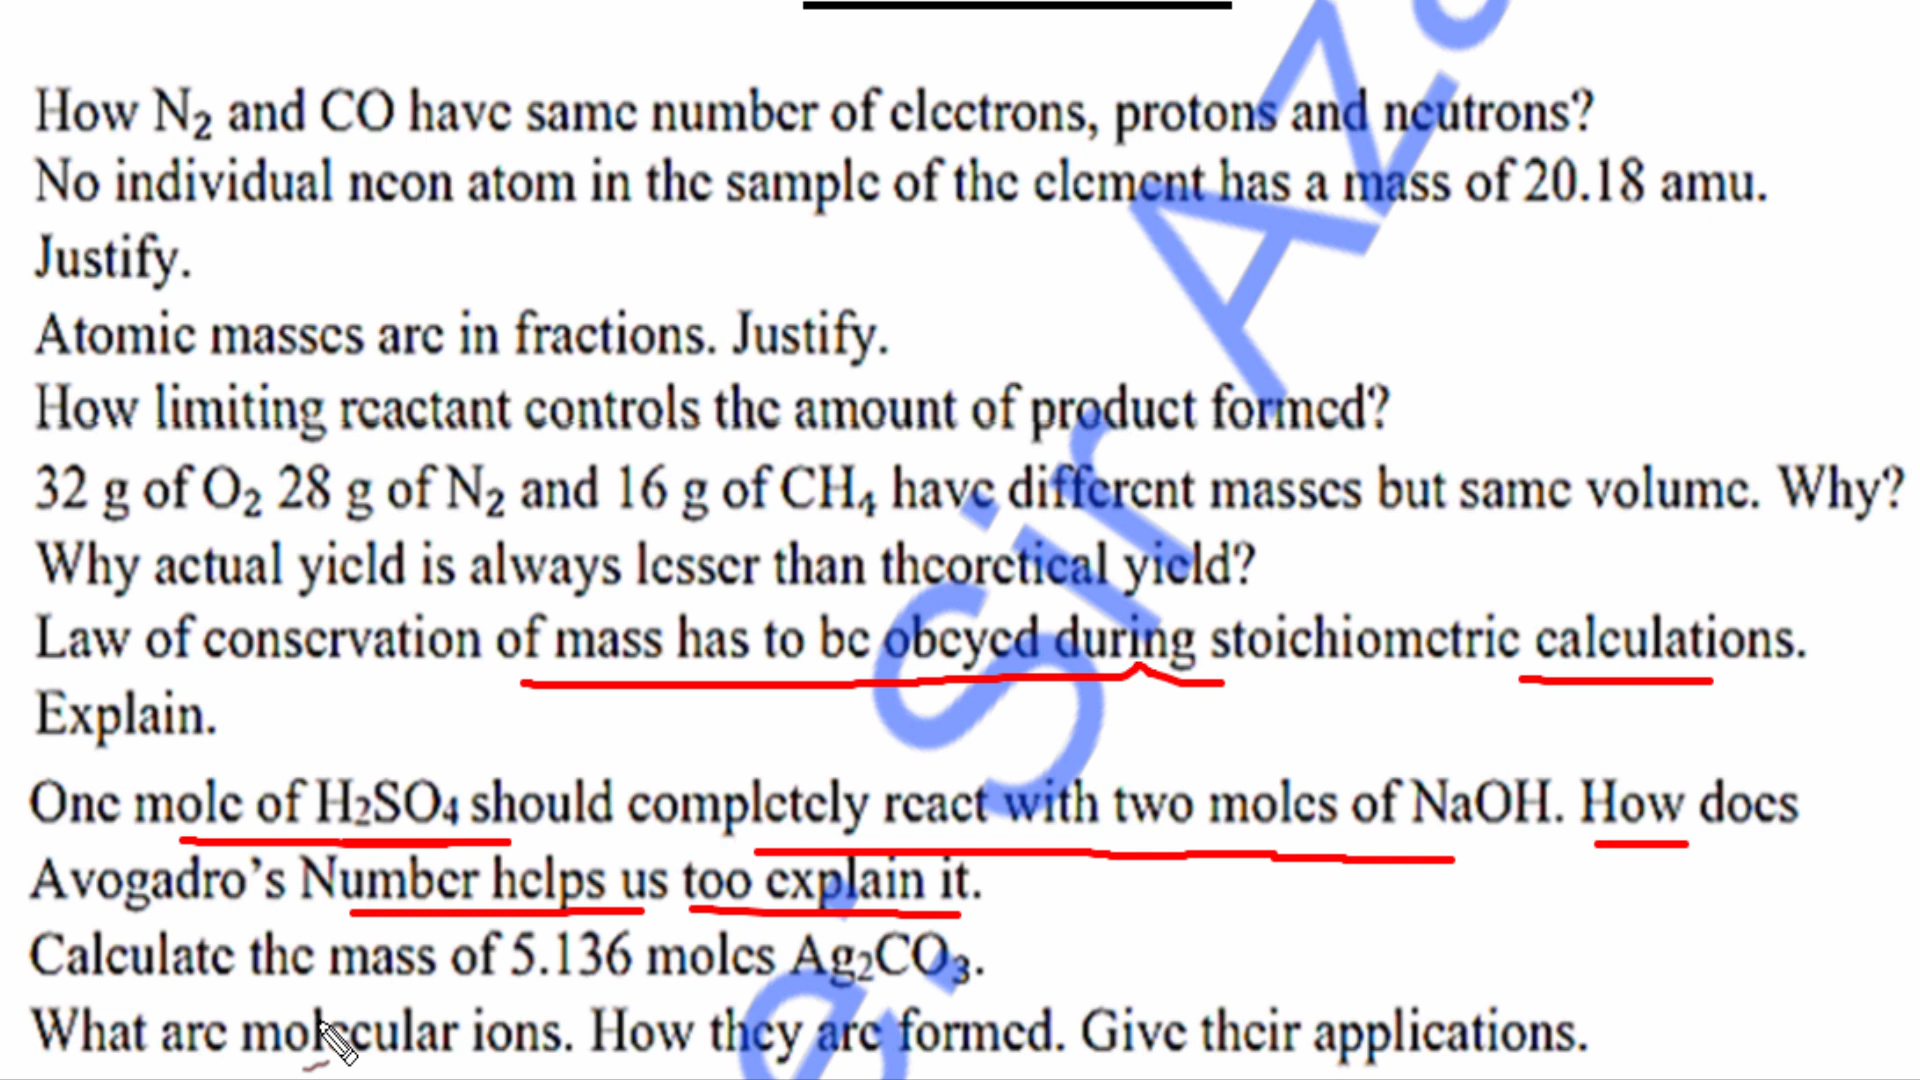 How N₂ and CO have same number of electrons, protons and neutrons?
No individual neon atom in the sample of the element has a mass of 20.18 amu.
Justify.
Atomic masses are in fractions. Justify.
How limiting reactant controls the amount of product formed?
32 g of O₂ 28 g of N₂ and 16 g of CH₄ have different masses but same volume. Why?
Why actual yield is always lesser than theoretical yield?
Law of conservation of mass has to be obeyed during stoichiometric calculations.
Explain.
One mole of H₂SO₄ should completely react with two moles of NaOH. How does
Avogadro's Number helps us too explain it.
Calculate the mass of 5.136 moles Ag₂CO₃.
What are molecular ions. How they are formed. Give their applications.
Sir